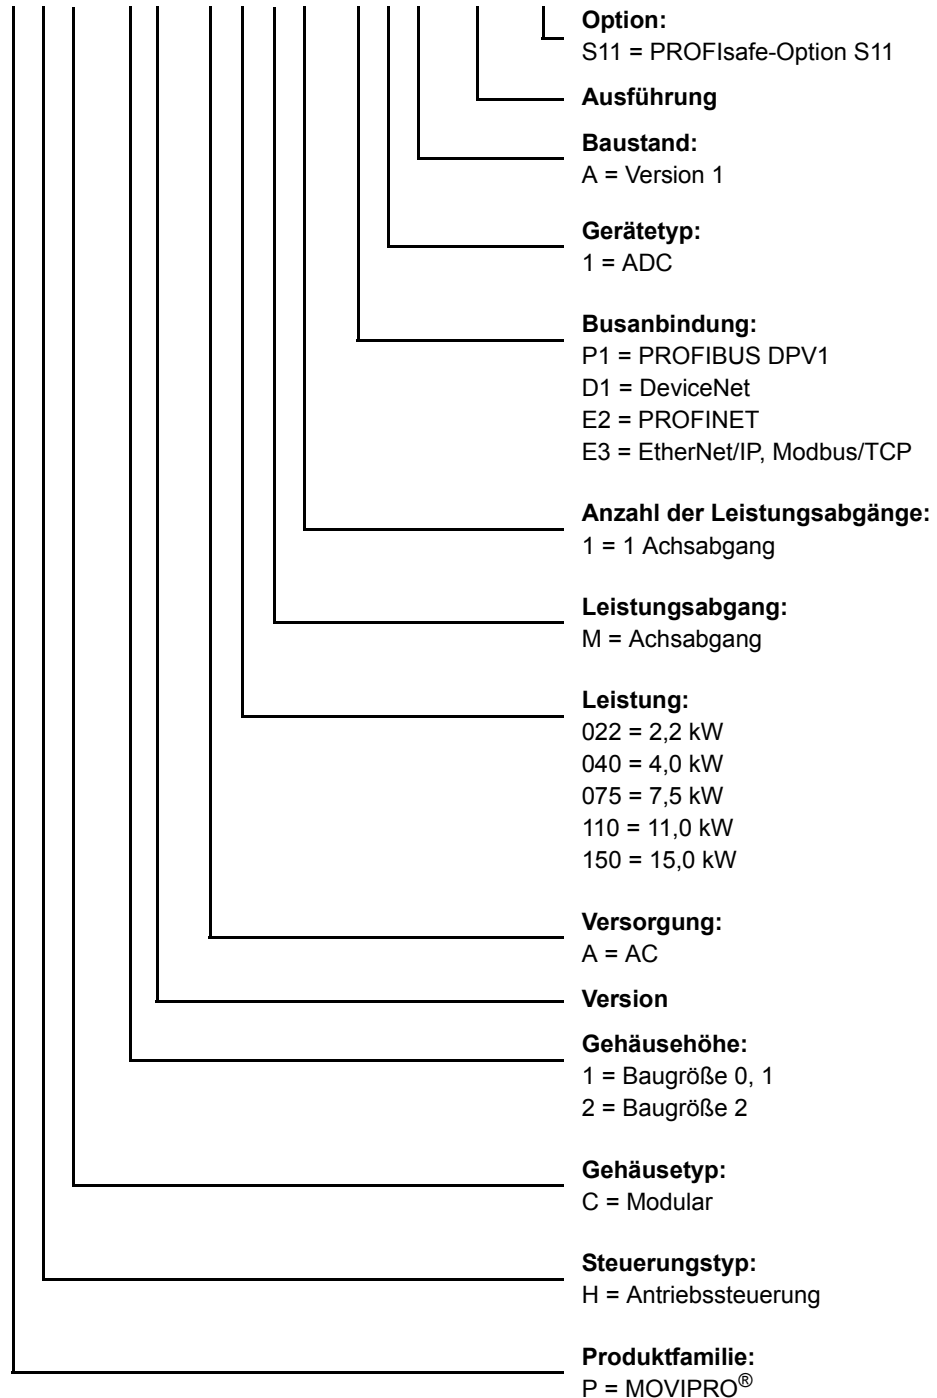 Option:
S11 = PROFIsafe-Option S11
Ausführung
Baustand:
A = Version 1
Gerätetyp:
1 = ADC
Busanbindung:
P1 = PROFIBUS DPV1
D1 = DeviceNet
E2 = PROFINET
E3 = EtherNet/IP, Modbus/TCP
Anzahl der Leistungsabgänge:
1 = 1 Achsabgang
Leistungsabgang:
M = Achsabgang
Leistung:
022 = 2,2 kW
040 = 4,0 kW
075 = 7,5 kW
110 = 11,0 kW
150 = 15,0 kW
Versorgung:
A = AC
Version
Gehäusehöhe:
1 = Baugröße 0, 1
2 = Baugröße 2
Gehäusetyp:
C = Modular
Steuerungstyp:
H = Antriebssteuerung
Produktfamilie:
P = MOVIPRO®